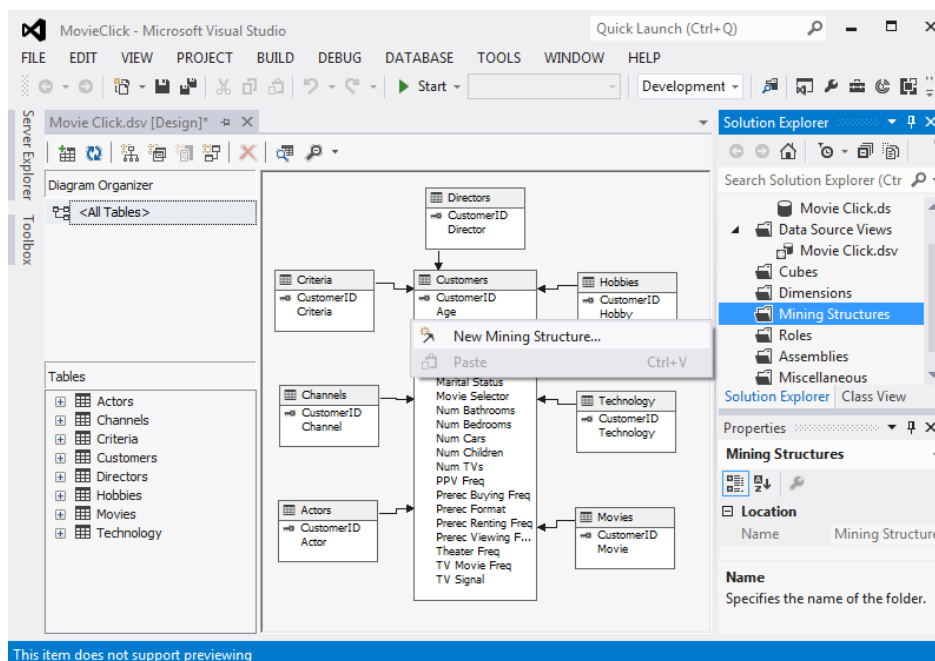 MovieClick - Microsoft Visual Studio
Quick Launch (Ctrl+Q)
FILE EDIT VIEW PROJECT BUILD DEBUG DATABASE TOOLS WINDOW HELP
Start
Development
Server Explorer
Toolbox
Movie Click.dsv [Design]*
Diagram Organizer
<All Tables>
Tables
Actors
Channels
Criteria
Customers
Directors
Hobbies
Movies
Technology
Directors
CustomerID
Director
Criteria
CustomerID
Criteria
Customers
CustomerID
Age
Hobbies
CustomerID
Hobby
New Mining Structure...
Paste Ctrl+V
Marital Status
Movie Selector
Num Bathrooms
Num Bedrooms
Num Cars
Num Children
Num TVs
PPV Freq
Prerec Buying Freq
Prerec Format
Prerec Renting Freq
Prerec Viewing F...
Theater Freq
TV Movie Freq
TV Signal
Channels
CustomerID
Channel
Technology
CustomerID
Technology
Actors
CustomerID
Actor
Movies
CustomerID
Movie
Solution Explorer
Search Solution Explorer (Ctr
Movie Click.ds
Data Source Views
Movie Click.dsv
Cubes
Dimensions
Mining Structures
Roles
Assemblies
Miscellaneous
Solution Explorer Class View
Properties
Mining Structures
Location
Name Mining Structure
Name
Specifies the name of the folder.
This item does not support previewing